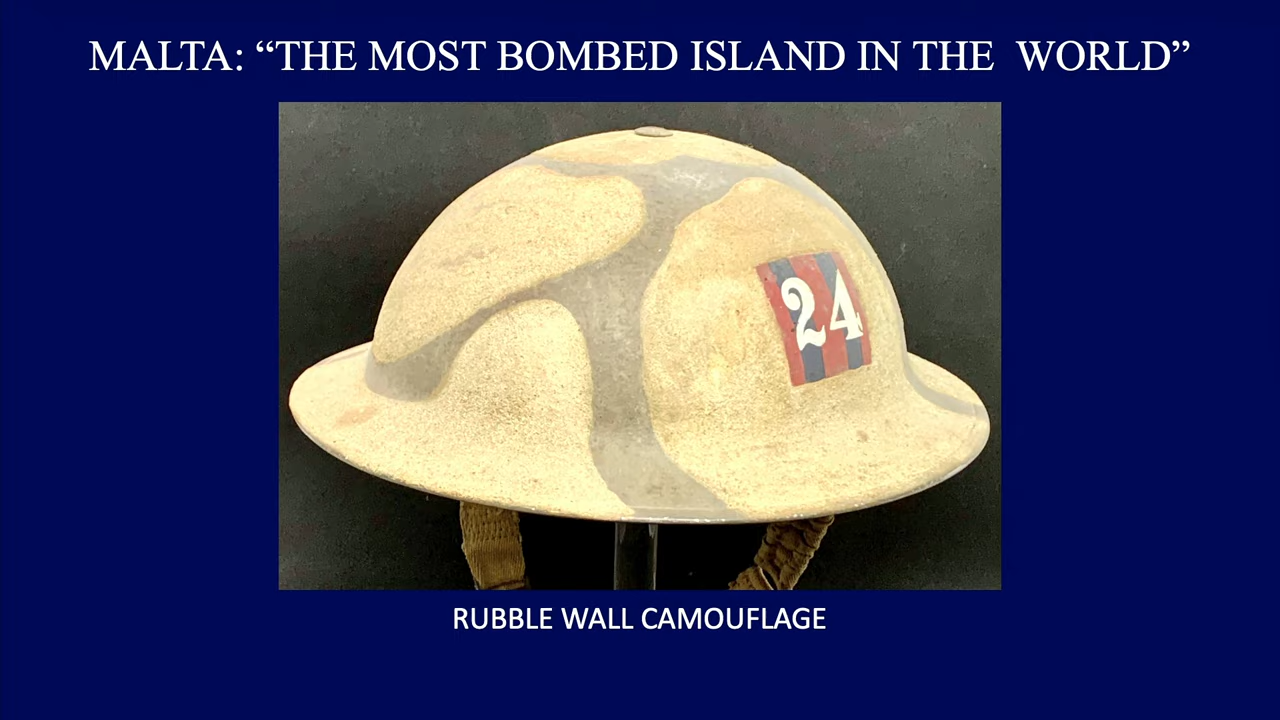 MALTA: “THE MOST BOMBED ISLAND IN THE  WORLD”
24
RUBBLE WALL CAMOUFLAGE